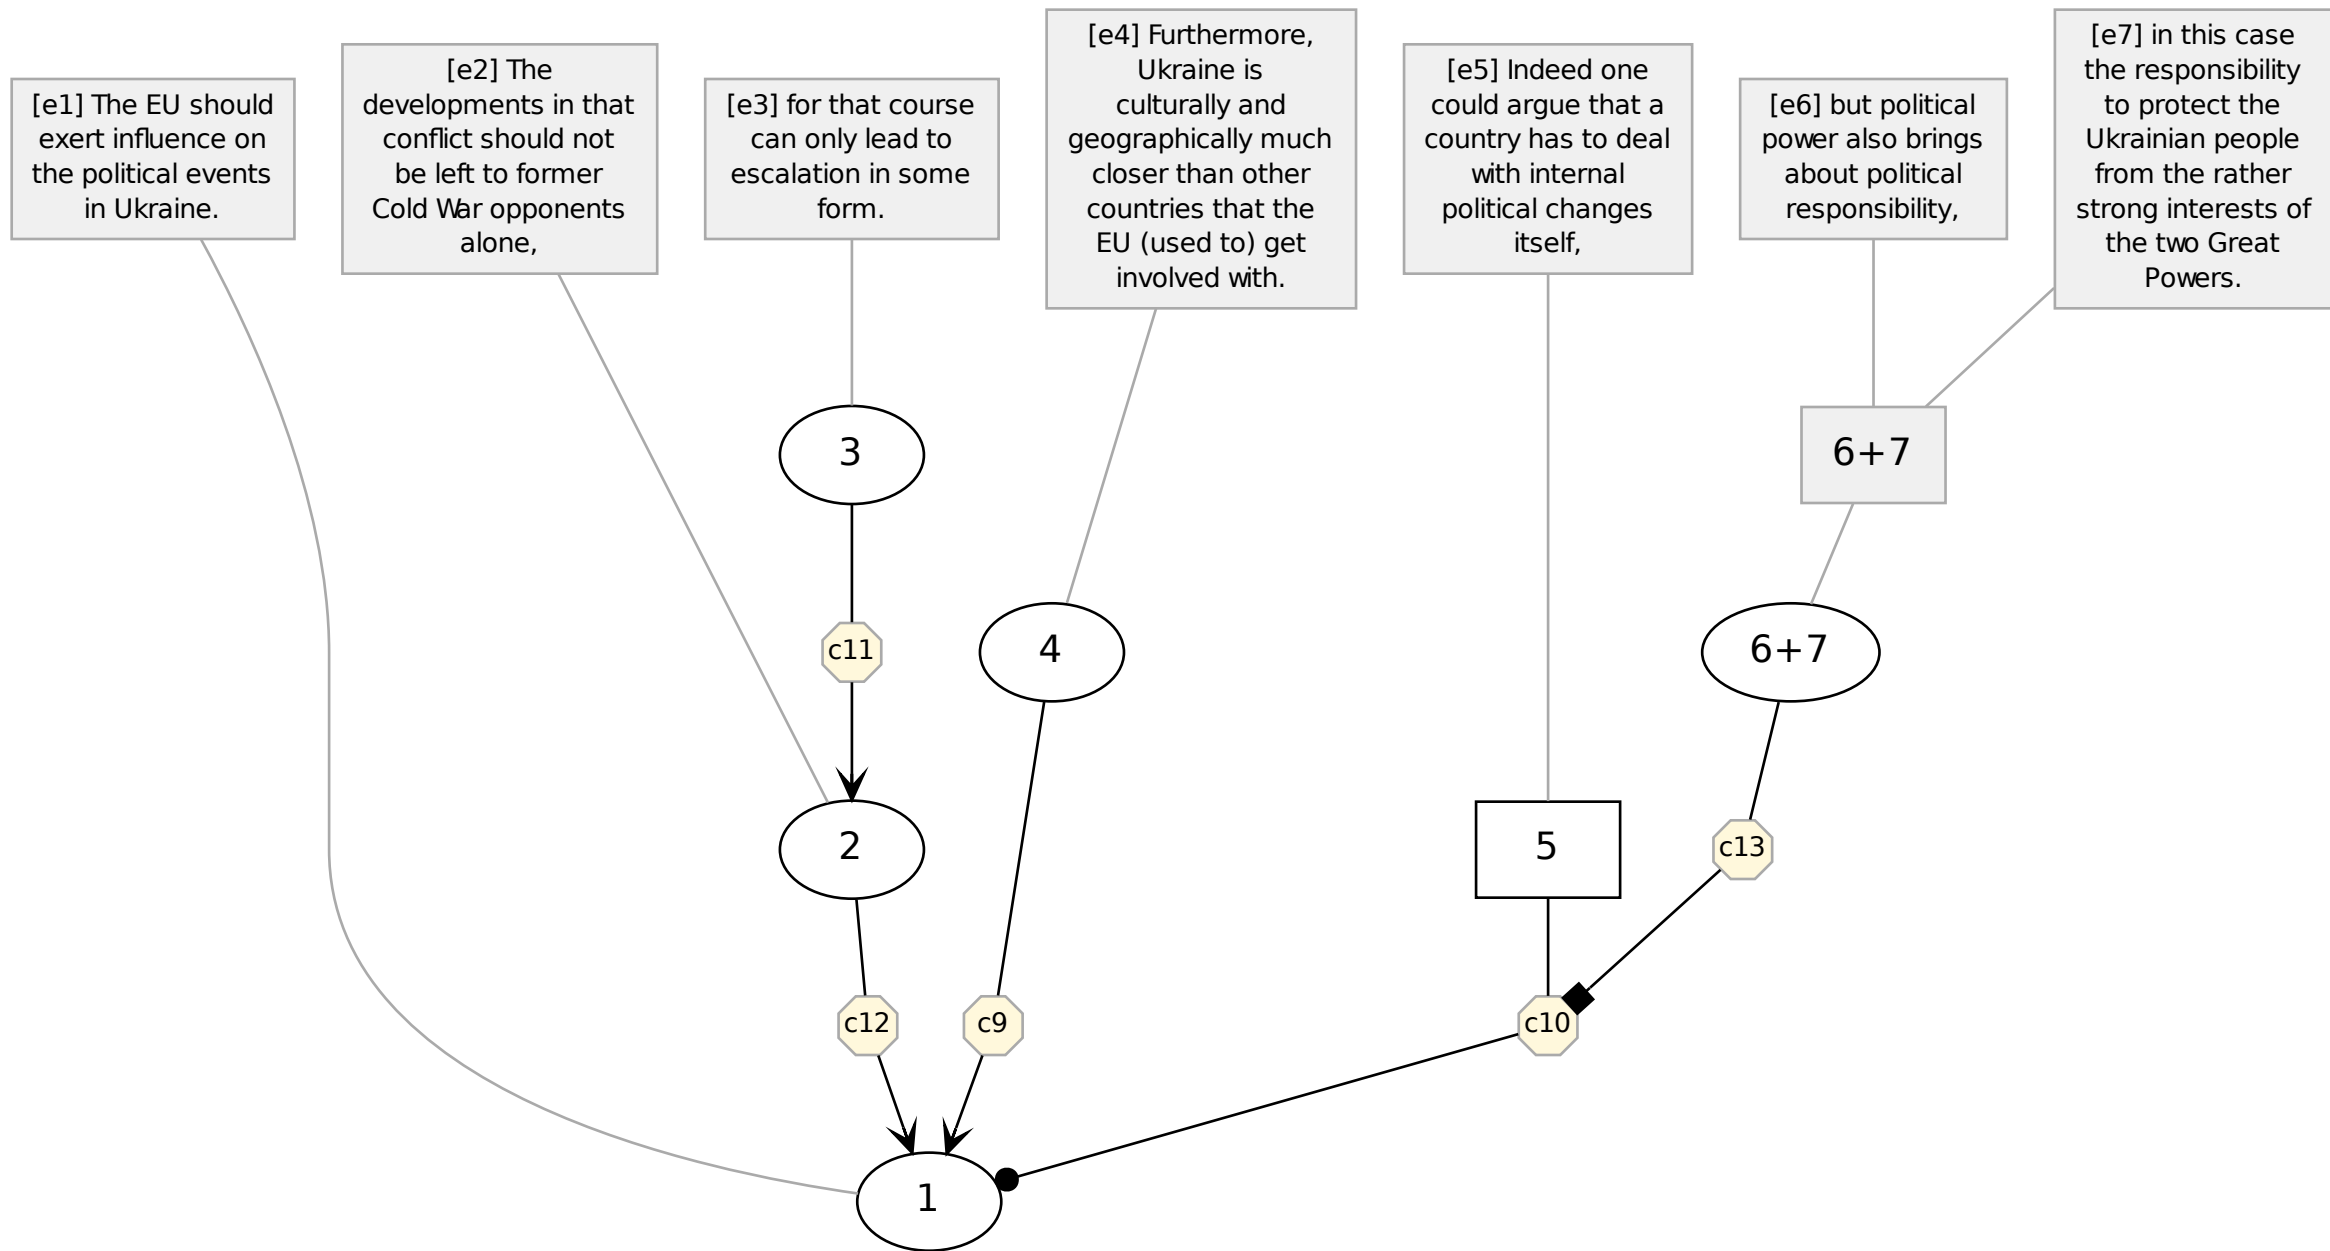 [e1] The EU should
exert influence on
the political events
in Ukraine.
[e2] The
developments in that
conflict should not
be left to former
Cold War opponents
alone,
[e3] for that course
can only lead to
escalation in some
form.
[e4] Furthermore,
Ukraine is
culturally and
geographically much
closer than other
countries that the
EU (used to) get
involved with.
[e5] Indeed one
could argue that a
country has to deal
with internal
political changes
itself,
[e6] but political
power also brings
about political
responsibility,
[e7] in this case
the responsibility
to protect the
Ukrainian people
from the rather
strong interests of
the two Great
Powers.
3
6+7
c11
4
6+7
2
5
c13
c12
c9
c10
1